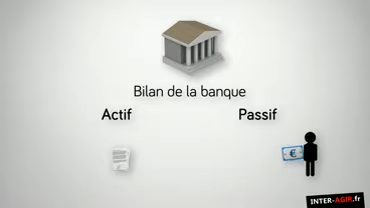 Bilan de la banque
Actif Passif
€
INTER-AGIR.fr